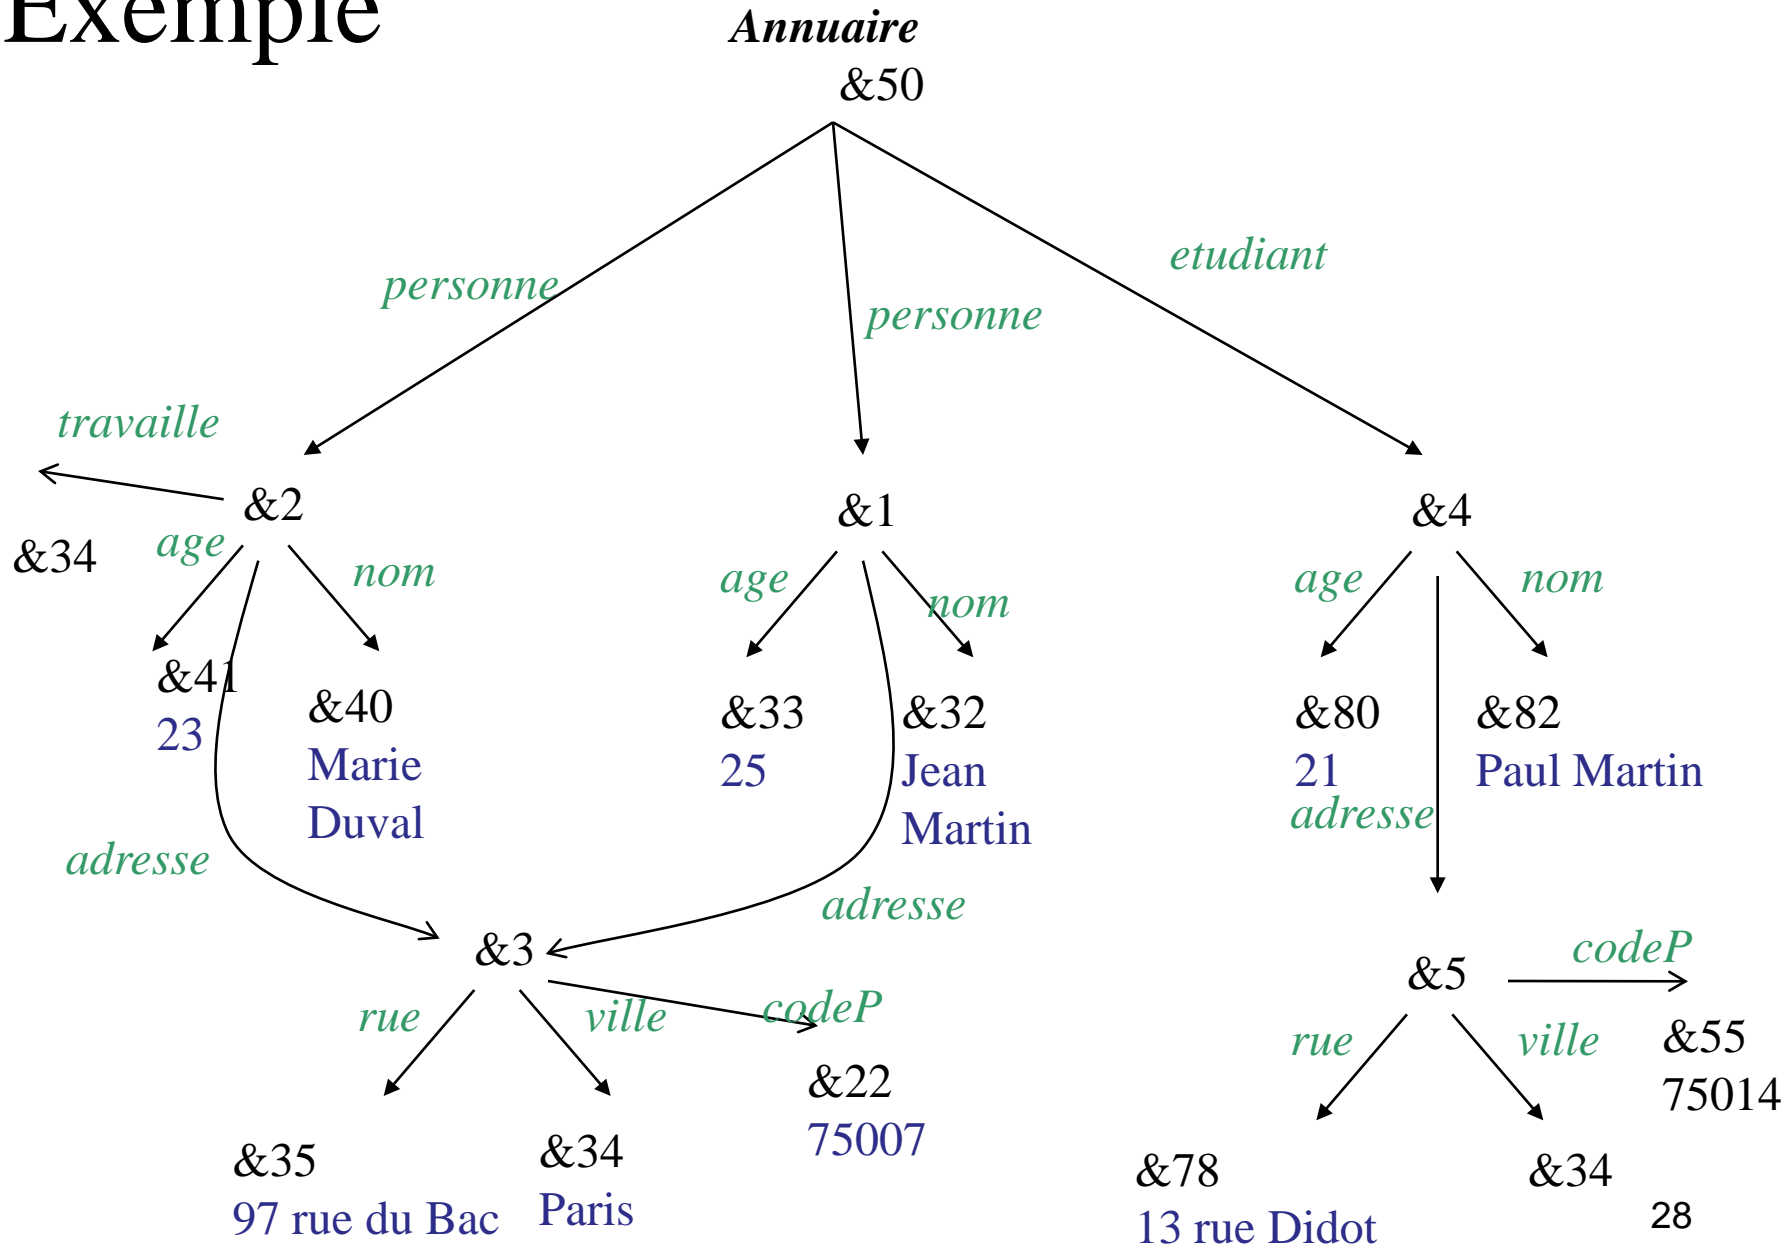 Exemple
Annuaire
&50
personne
personne
etudiant
travaille
&2
&1
&4
&34
age
nom
age
nom
age
nom
&41
23
&40
Marie
Duval
&33
25
&32
Jean
Martin
&80
21
&82
Paul Martin
adresse
adresse
adresse
&3
&5
codeP
rue
ville
codeP
rue
ville
&55
75014
&22
75007
&35
97 rue du Bac
&34
Paris
&78
13 rue Didot
&34
28